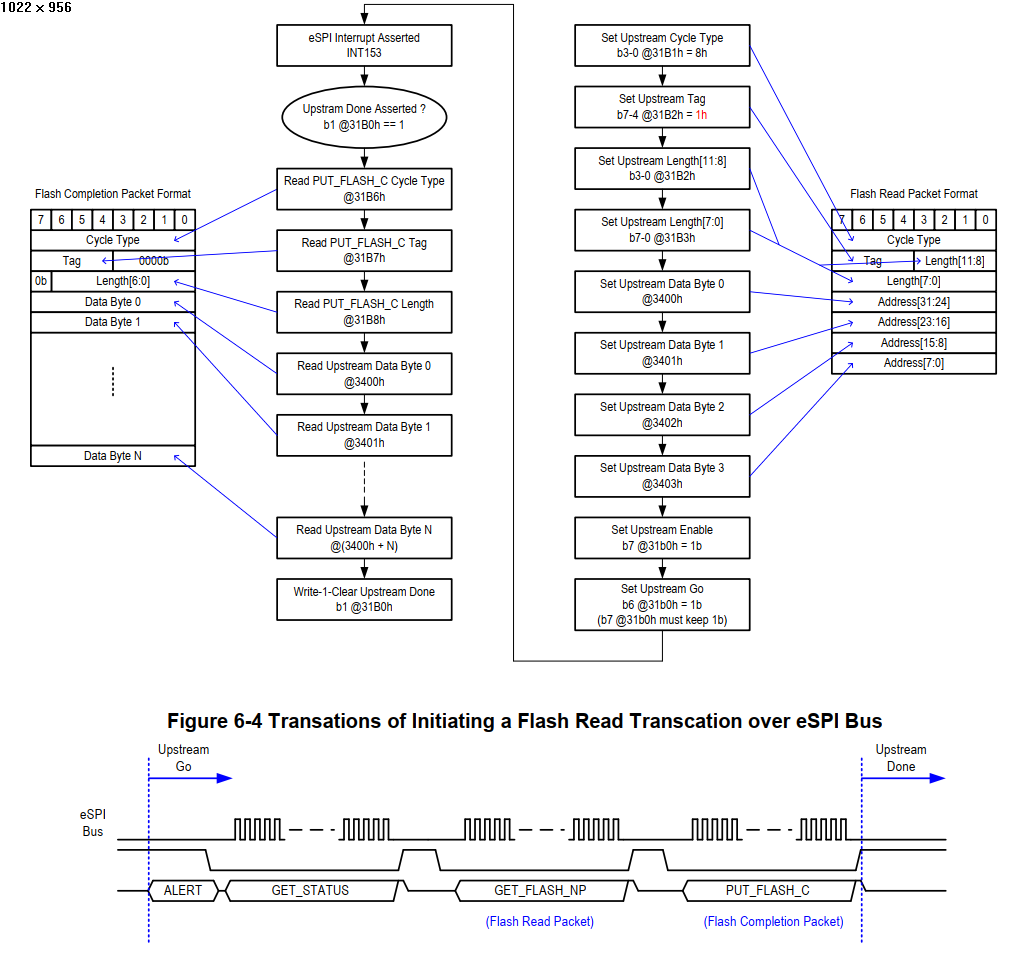 1022 x 956
eSPI Interrupt Asserted
INT153
Upstram Done Asserted ?
b1 @31B0h == 1
Read PUT_FLASH_C Cycle Type
@31B6h
Read PUT_FLASH_C Tag
@31B7h
Read PUT_FLASH_C Length
@31B8h
Read Upstream Data Byte 0
@3400h
Read Upstream Data Byte 1
@3401h
Read Upstream Data Byte N
@(3400h + N)
Write-1-Clear Upstream Done
b1 @31B0h
Flash Completion Packet Format
7 6 5 4 3 2 1 0
Cycle Type
Tag 0000b
0b Length[6:0]
Data Byte 0
Data Byte 1
Data Byte N
Set Upstream Cycle Type
b3-0 @31B1h = 8h
Set Upstream Tag
b7-4 @31B2h = 1h
Set Upstream Length[11:8]
b3-0 @31B2h
Set Upstream Length[7:0]
b7-0 @31B3h
Set Upstream Data Byte 0
@3400h
Set Upstream Data Byte 1
@3401h
Set Upstream Data Byte 2
@3402h
Set Upstream Data Byte 3
@3403h
Set Upstream Enable
b7 @31b0h = 1b
Set Upstream Go
b6 @31b0h = 1b
(b7 @31b0h must keep 1b)
Flash Read Packet Format
7 6 5 4 3 2 1 0
Cycle Type
Tag Length[11:8]
Length[7:0]
Address[31:24]
Address[23:16]
Address[15:8]
Address[7:0]
Figure 6-4 Transations of Initiating a Flash Read Transcation over eSPI Bus
Upstream
Go
Upstream
Done
eSPI
Bus
ALERT GET_STATUS GET_FLASH_NP PUT_FLASH_C
(Flash Read Packet) (Flash Completion Packet)